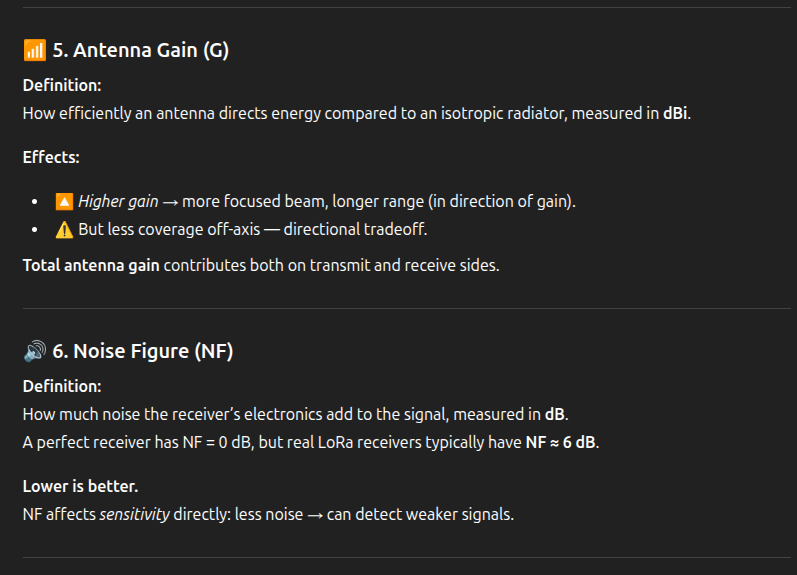 📶 5. Antenna Gain (G)
Definition:
How efficiently an antenna directs energy compared to an isotropic radiator, measured in dBi.
Effects:
• 🔼 Higher gain → more focused beam, longer range (in direction of gain).
• ⚠️ But less coverage off-axis — directional tradeoff.
Total antenna gain contributes both on transmit and receive sides.
🔊 6. Noise Figure (NF)
Definition:
How much noise the receiver’s electronics add to the signal, measured in dB.
A perfect receiver has NF = 0 dB, but real LoRa receivers typically have NF ≈ 6 dB.
Lower is better.
NF affects sensitivity directly: less noise → can detect weaker signals.